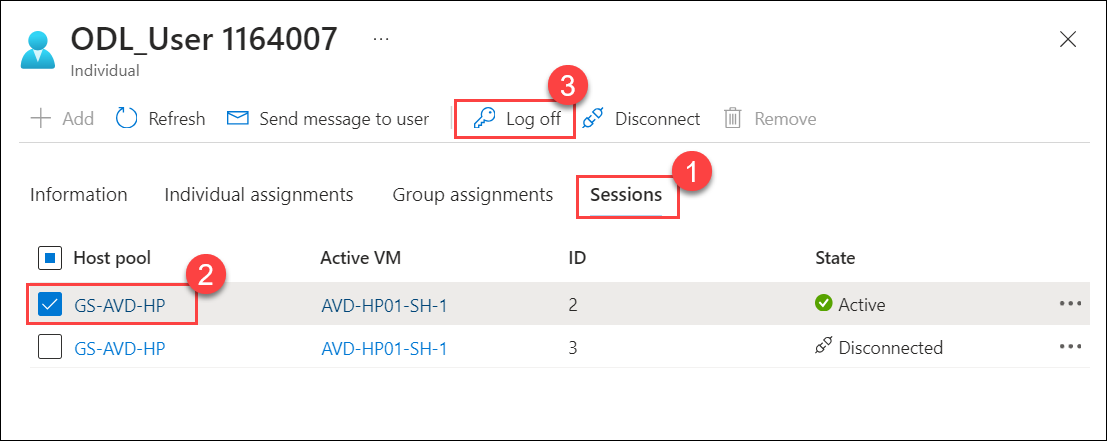 ODL_User 1164007 ...
Individual
3
Add Refresh Send message to user Log off Disconnect Remove
1
Information Individual assignments Group assignments Sessions
Host pool Active VM ID State
2
GS-AVD-HP AVD-HP01-SH-1 2 Active ...
GS-AVD-HP AVD-HP01-SH-1 3 Disconnected ...